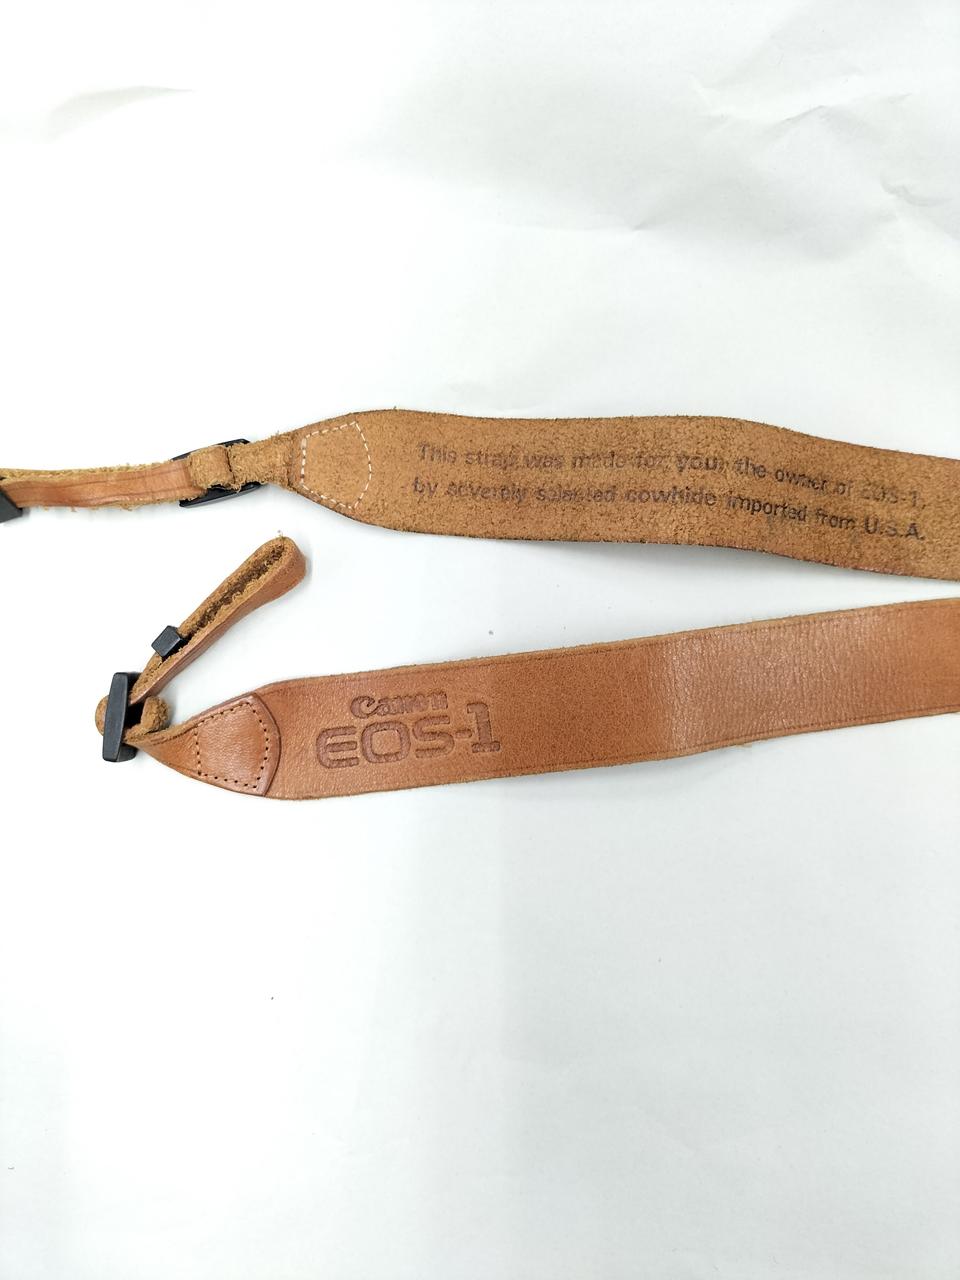 This strap was made for you, the owner of EOS-1,
by severely selected cowhide imported from U.S.A.
Canon
EOS-1